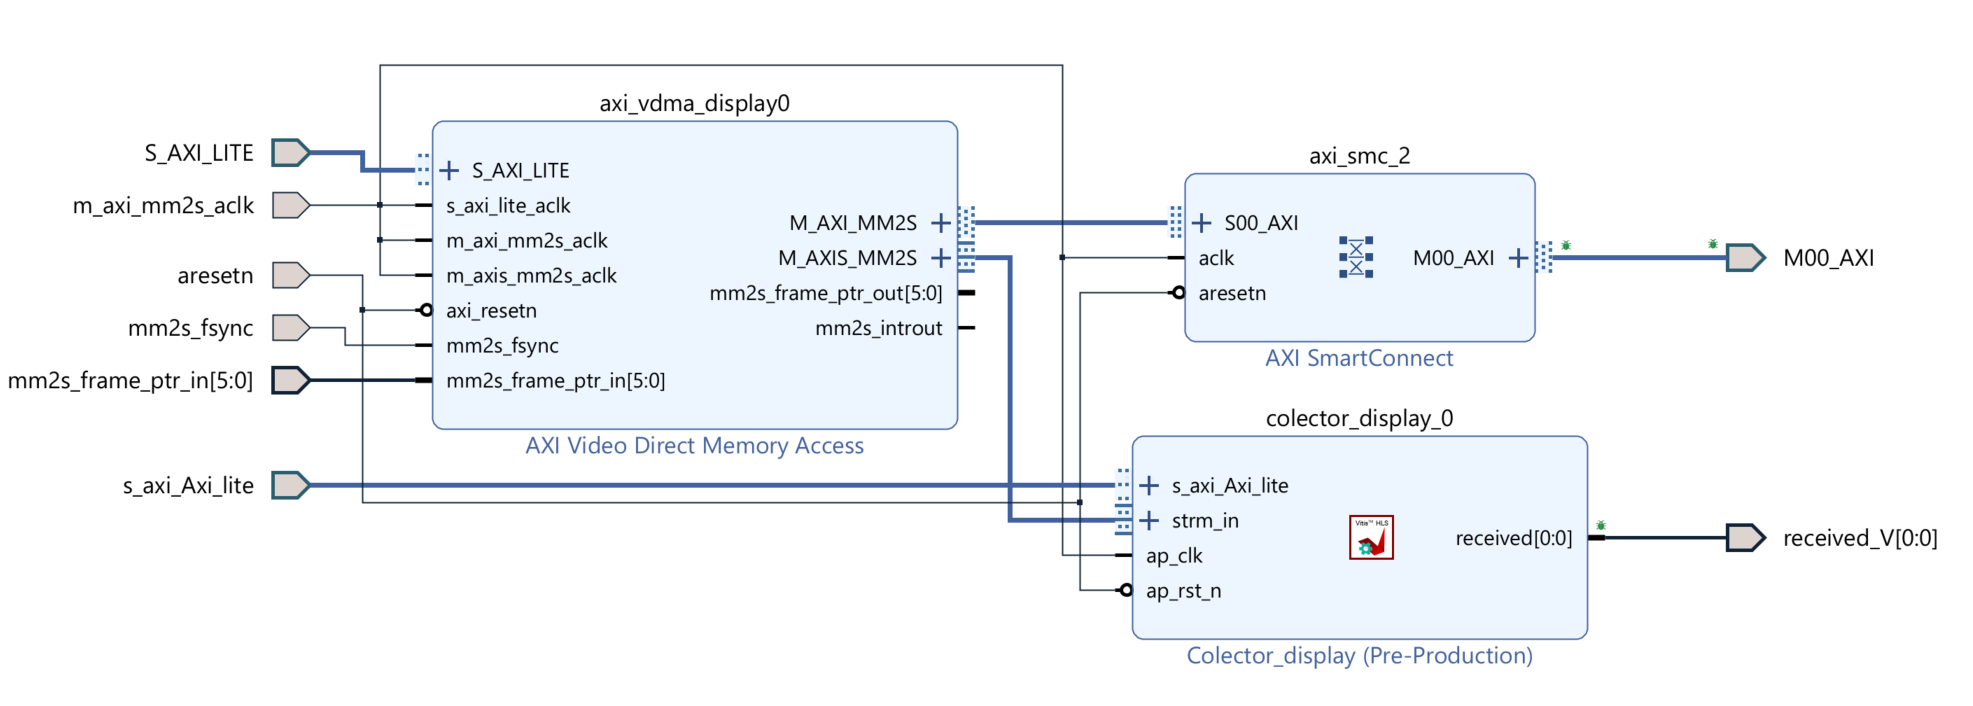 S_AXI_LITE
m_axi_mm2s_aclk
aresetn
mm2s_fsync
mm2s_frame_ptr_in[5:0]
s_axi_Axi_lite
axi_vdma_display0
S_AXI_LITE
s_axi_lite_aclk
m_axi_mm2s_aclk
m_axis_mm2s_aclk
axi_resetn
mm2s_fsync
mm2s_frame_ptr_in[5:0]
M_AXI_MM2S
M_AXIS_MM2S
mm2s_frame_ptr_out[5:0]
mm2s_introut
AXI Video Direct Memory Access
axi_smc_2
S00_AXI
aclk
aresetn
M00_AXI
AXI SmartConnect
colector_display_0
s_axi_Axi_lite
strm_in
ap_clk
ap_rst_n
Vitis™ HLS
received[0:0]
Colector_display (Pre-Production)
M00_AXI
received_V[0:0]